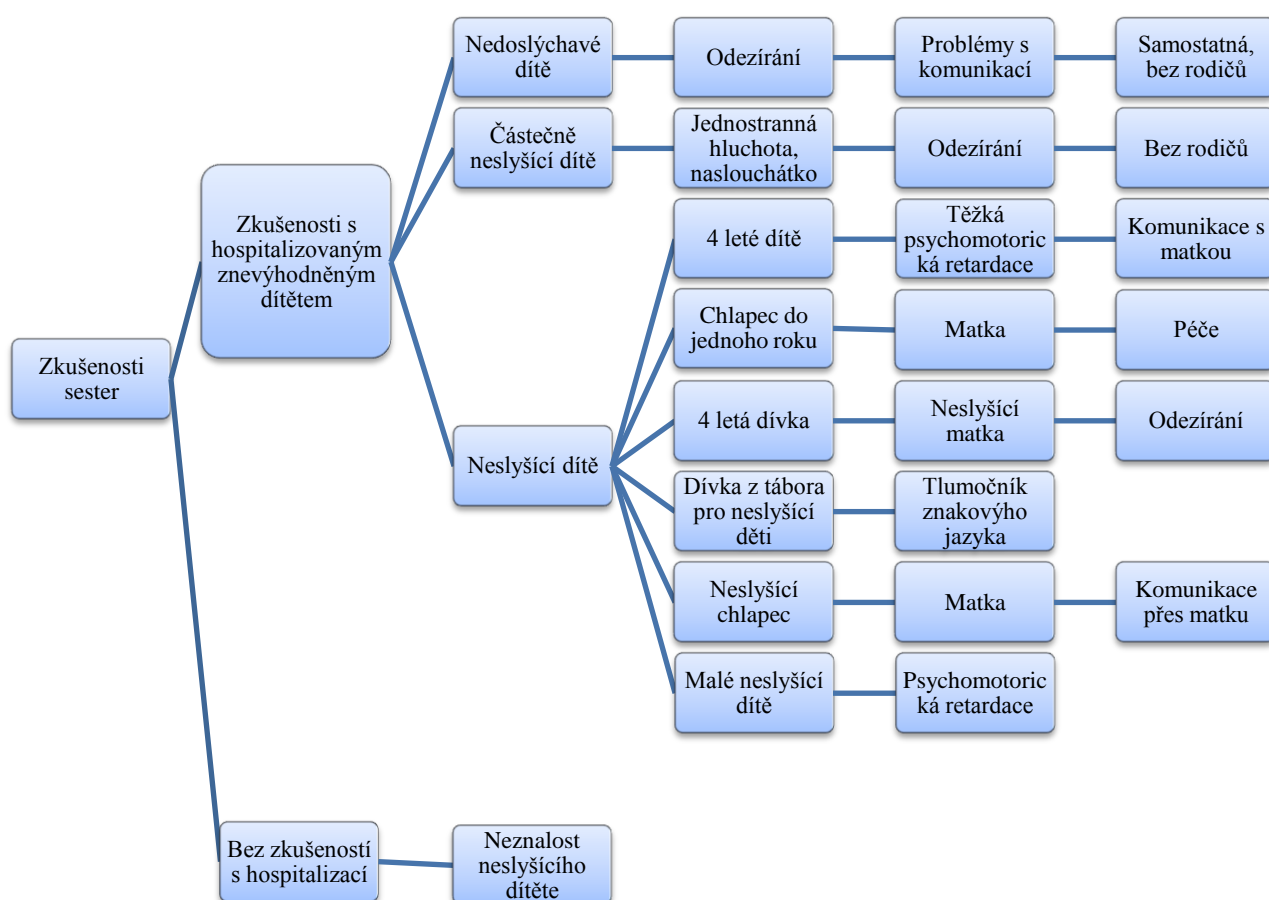 Nedoslýchavé
dítě
Odezírání
Problémy s
komunikací
Samostatná,
bez rodičů
Částečně
neslyšící dítě
Jednostranná
hluchota,
naslouchátko
Odezírání
Bez rodičů
Zkušenosti s
hospitalizovaným
znevýhodněným
dítětem
4 leté dítě
Těžká
psychomotoric
ká retardace
Komunikace s
matkou
Chlapec do
jednoho roku
Matka
Péče
Zkušenosti
sester
4 letá dívka
Neslyšící
matka
Odezírání
Neslyšící dítě
Dívka z tábora
pro neslyšící
děti
Tlumočník
znakovýho
jazyka
Neslyšící
chlapec
Matka
Komunikace
přes matku
Malé neslyšící
dítě
Psychomotoric
ká retardace
Bez zkušeností
s hospitalizací
Neznalost
neslyšícího
dítěte